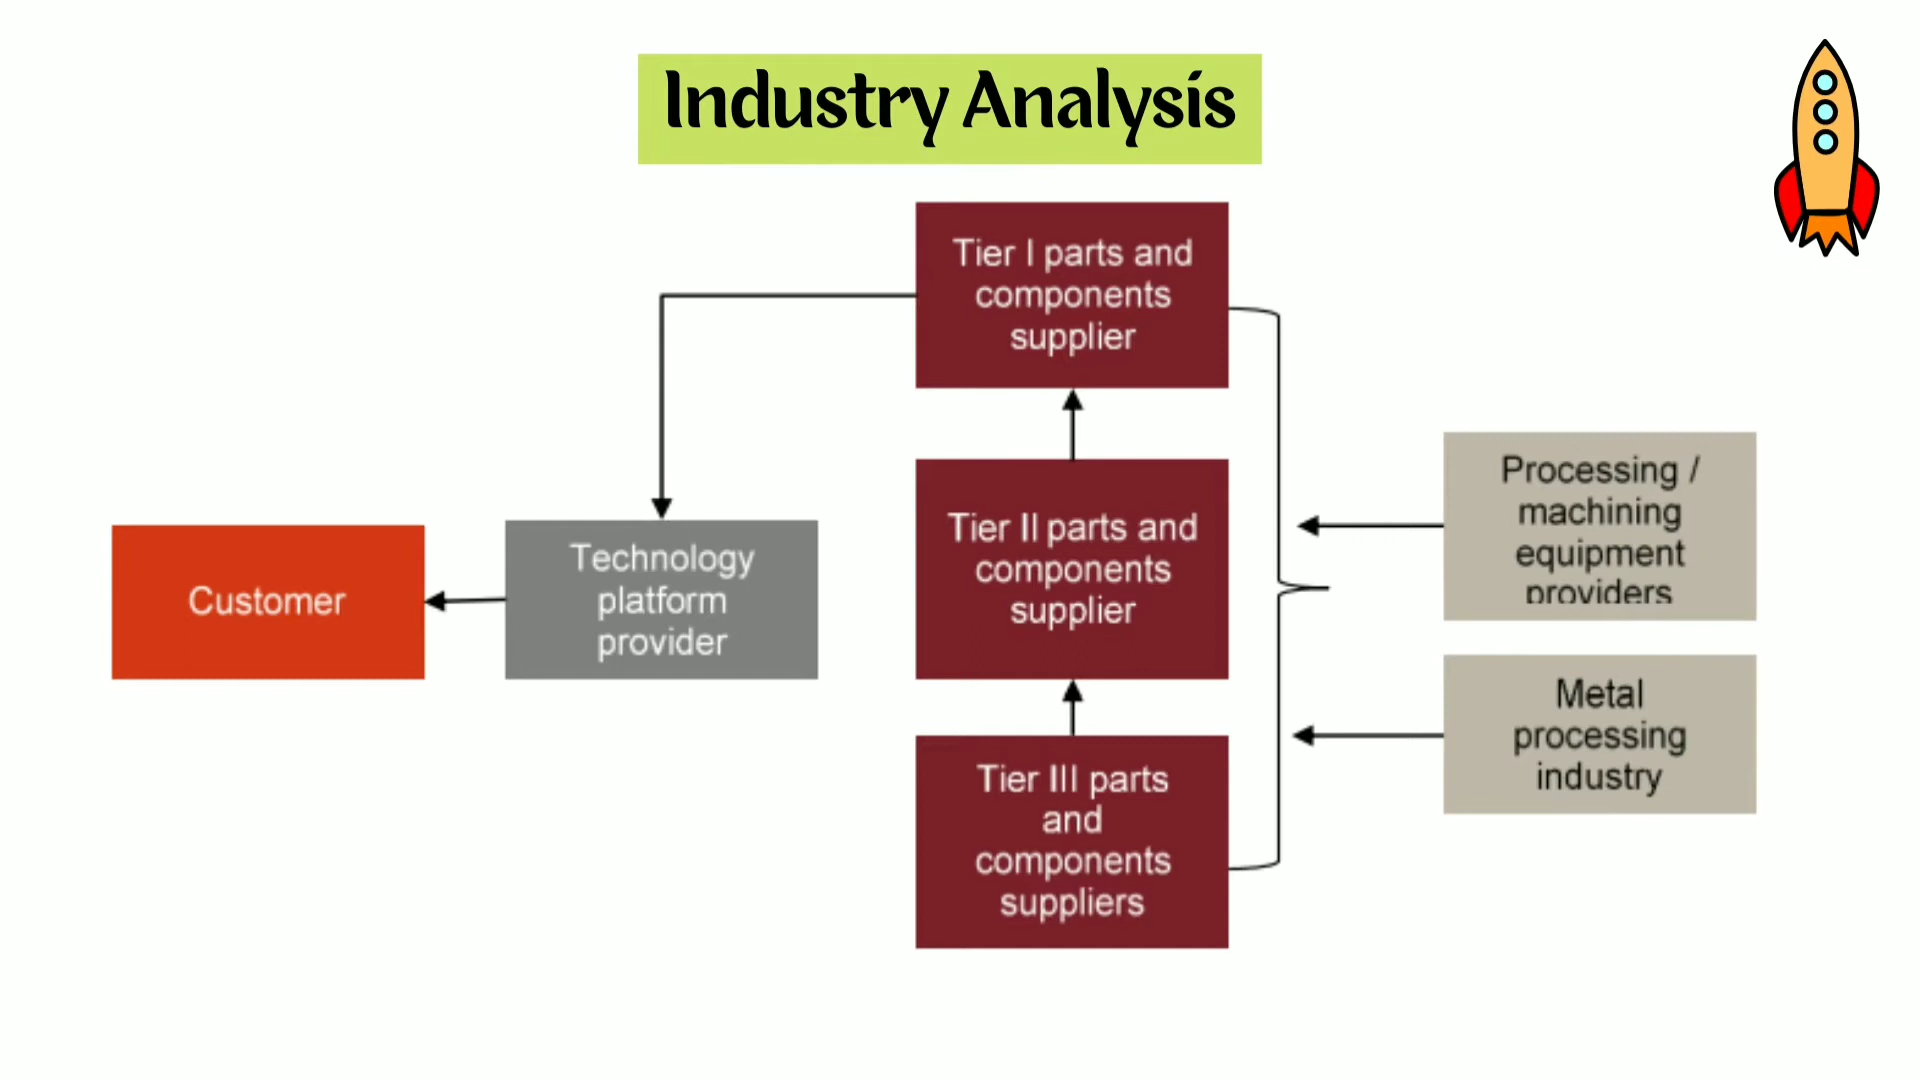 Industry Analysis
Tier I parts and
components
supplier
Processing /
machining
equipment
providers
Tier II parts and
components
supplier
Customer
Technology
platform
provider
Metal
processing
industry
Tier III parts
and
components
suppliers